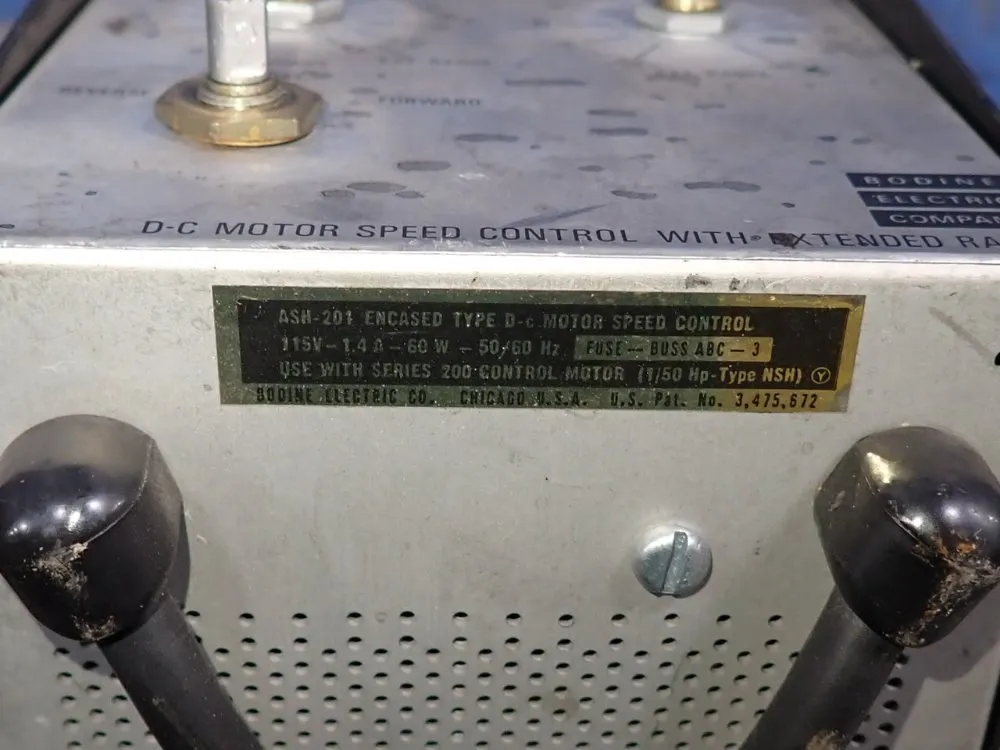 REVERSE
FORWARD
BODINE
ELECTRIC
COMPA
D-C MOTOR SPEED CONTROL WITH EXTENDED RA
ASH-201 ENCASED TYPE D-c MOTOR SPEED CONTROL
115V-1.4 A-60 W - 50/60 Hz FUSE - BUSS ABC - 3
USE WITH SERIES 200 CONTROL MOTOR (1/50 Hp-Type NSH) Y
BODINE ELECTRIC CO. CHICAGO U.S.A. U.S. Pat. No. 3,475,672